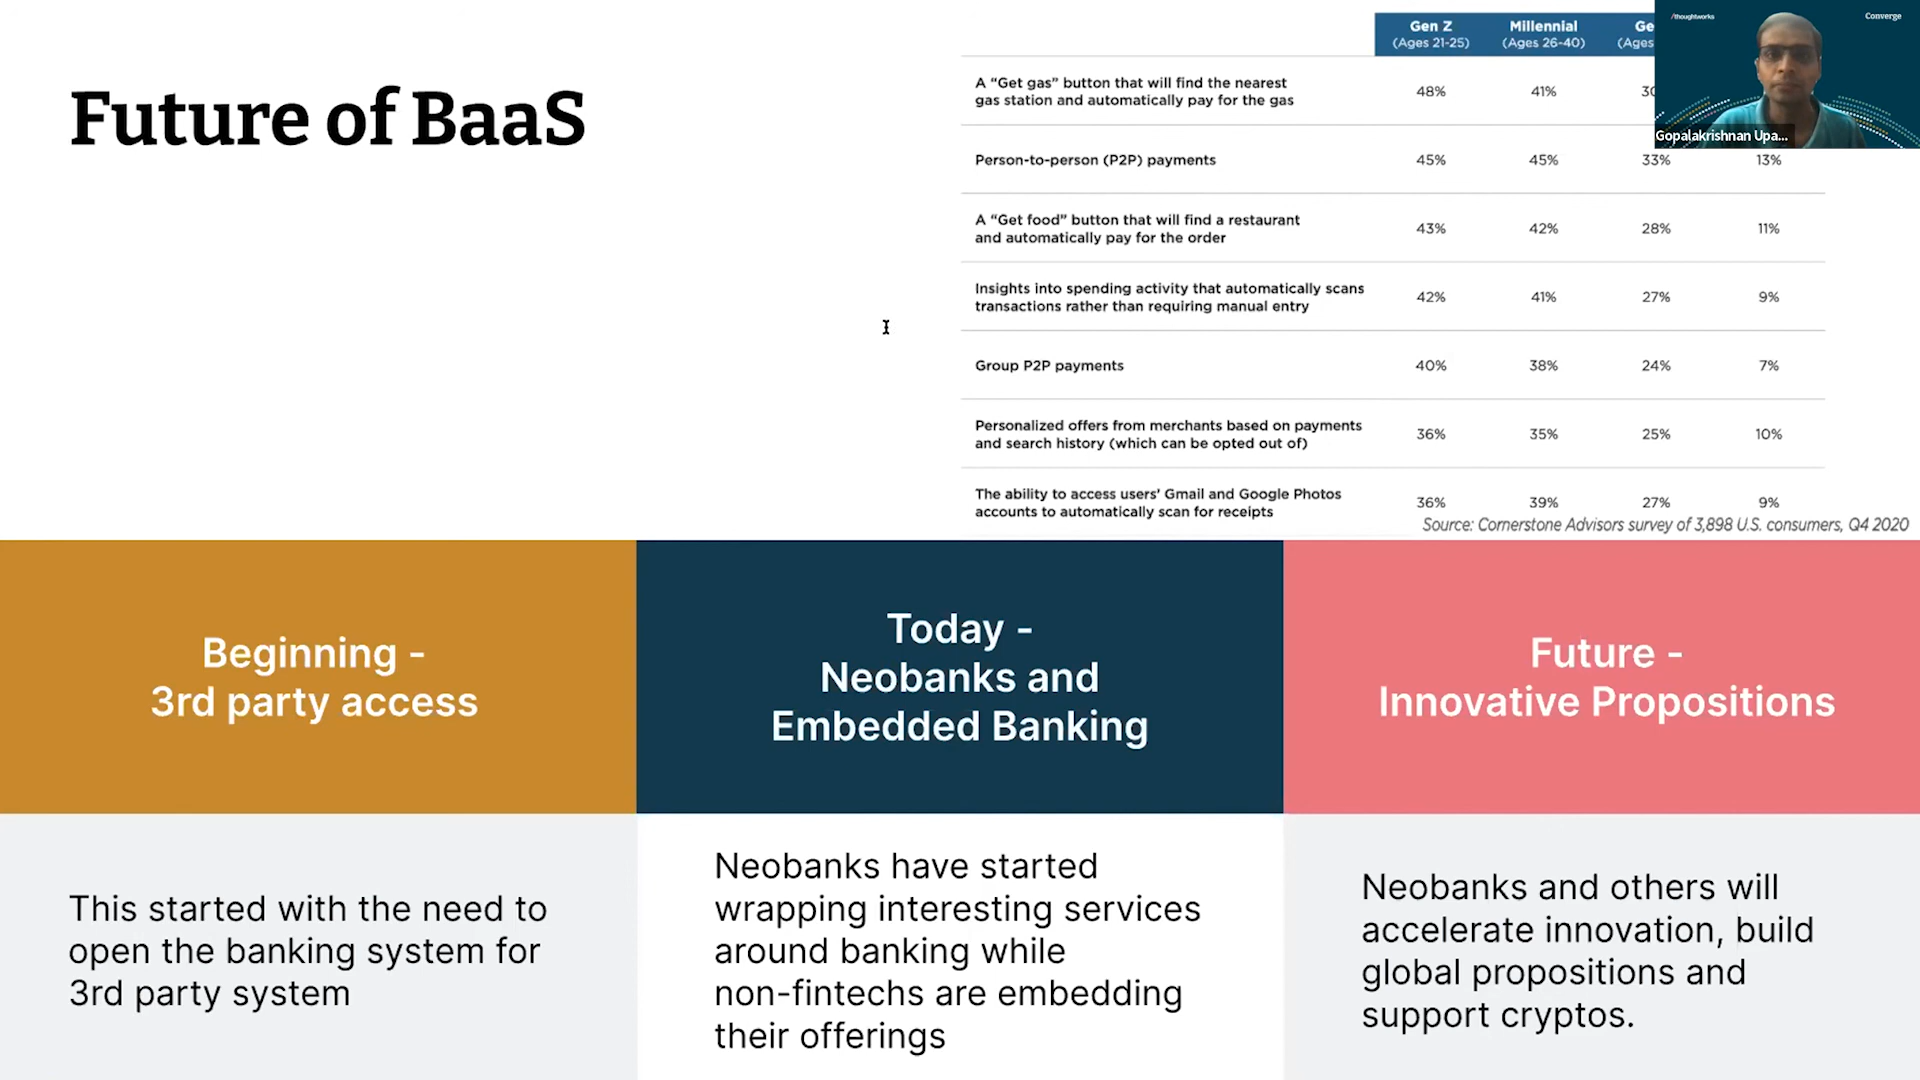 Future of BaaS
Gen Z
(Ages 21-25)
Millennial
(Ages 26-40)
Ge
(Ages
A “Get gas” button that will find the nearest
gas station and automatically pay for the gas
48% 41% 30
Person-to-person (P2P) payments 45% 45% 33% 13%
A “Get food” button that will find a restaurant
and automatically pay for the order
43% 42% 28% 11%
Insights into spending activity that automatically scans
transactions rather than requiring manual entry
42% 41% 27% 9%
Group P2P payments 40% 38% 24% 7%
Personalized offers from merchants based on payments
and search history (which can be opted out of)
36% 35% 25% 10%
The ability to access users’ Gmail and Google Photos
accounts to automatically scan for receipts
36% 39% 27% 9%
Source: Cornerstone Advisors survey of 3,898 U.S. consumers, Q4 2020
/thoughtworks
Converge
Gopalakrishnan Upa...
Beginning -
3rd party access
This started with the need to
open the banking system for
3rd party system
Today -
Neobanks and
Embedded Banking
Neobanks have started
wrapping interesting services
around banking while
non-fintechs are embedding
their offerings
Future -
Innovative Propositions
Neobanks and others will
accelerate innovation, build
global propositions and
support cryptos.